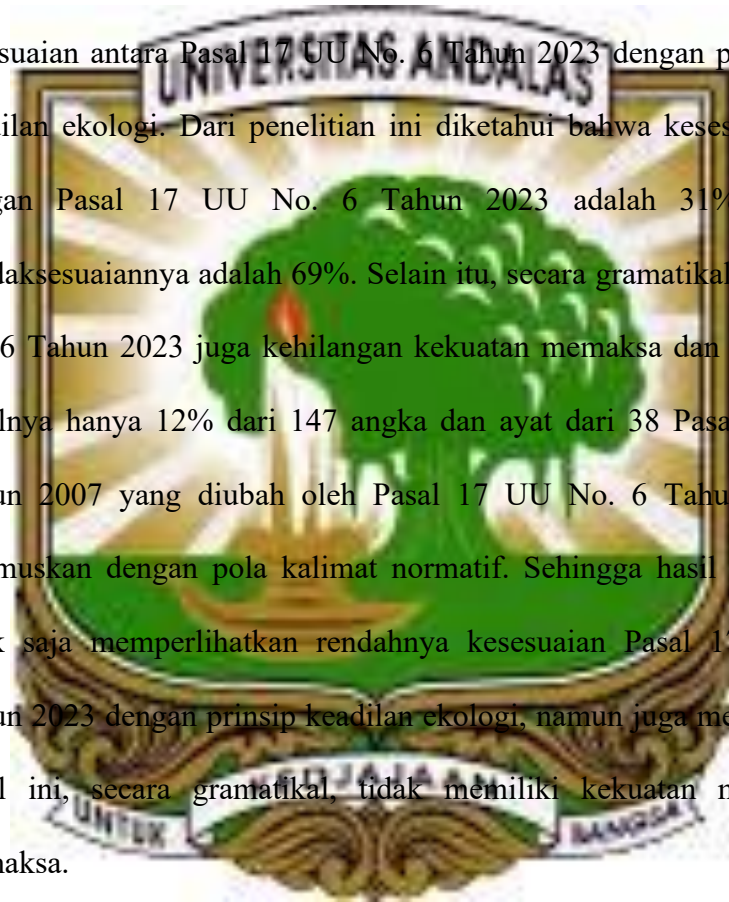 suaian antara Pasal 17 UU No. 6 Tahun 2023 dengan p
UNIVERSITAS ANDALAS
ilan ekologi. Dari penelitian ini diketahui bahwa keses
gan Pasal 17 UU No. 6 Tahun 2023 adalah 31%
daksesuaiannya adalah 69%. Selain itu, secara gramatikal
6 Tahun 2023 juga kehilangan kekuatan memaksa dan
lnya hanya 12% dari 147 angka dan ayat dari 38 Pasa
un 2007 yang diubah oleh Pasal 17 UU No. 6 Tahu
muskan dengan pola kalimat normatif. Sehingga hasil
k saja memperlihatkan rendahnya kesesuaian Pasal 17
un 2023 dengan prinsip keadilan ekologi, namun juga me
l ini, secara gramatikal, tidak memiliki kekuatan m
UNTUK KEDJAJAAN BANGSA
maksa.